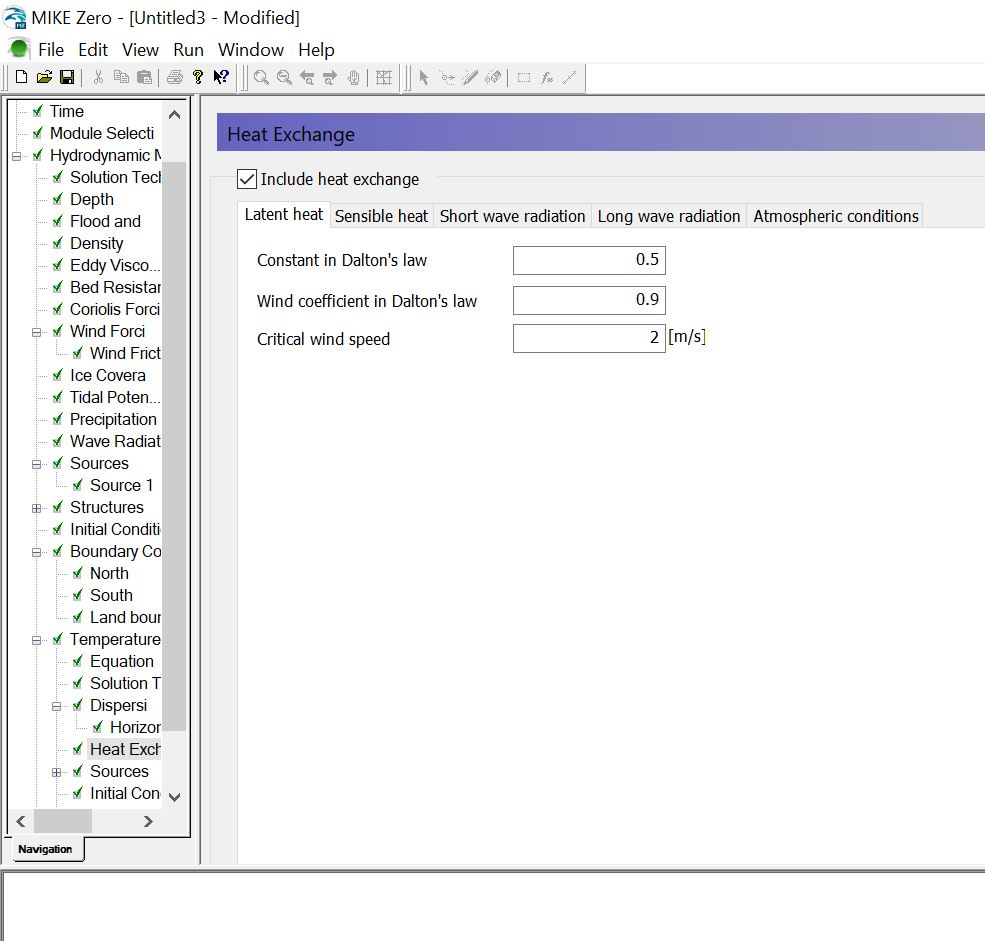 MIKE Zero - [Untitled3 - Modified]
File Edit View Run Window Help
Time
Module Selecti
Hydrodynamic M
Solution Tech
Depth
Flood and
Density
Eddy Visco...
Bed Resistar
Coriolis Forci
Wind Forci
Wind Frict
Ice Covera
Tidal Poten...
Precipitation
Wave Radiat
Sources
Source 1
Structures
Initial Conditi
Boundary Co
North
South
Land bour
Temperature
Equation
Solution T
Dispersi
Horizor
Heat Exch
Sources
Initial Con
Navigation
Heat Exchange
Include heat exchange
Latent heat Sensible heat Short wave radiation Long wave radiation Atmospheric conditions
Constant in Dalton's law 0.5
Wind coefficient in Dalton's law 0.9
Critical wind speed 2 [m/s]